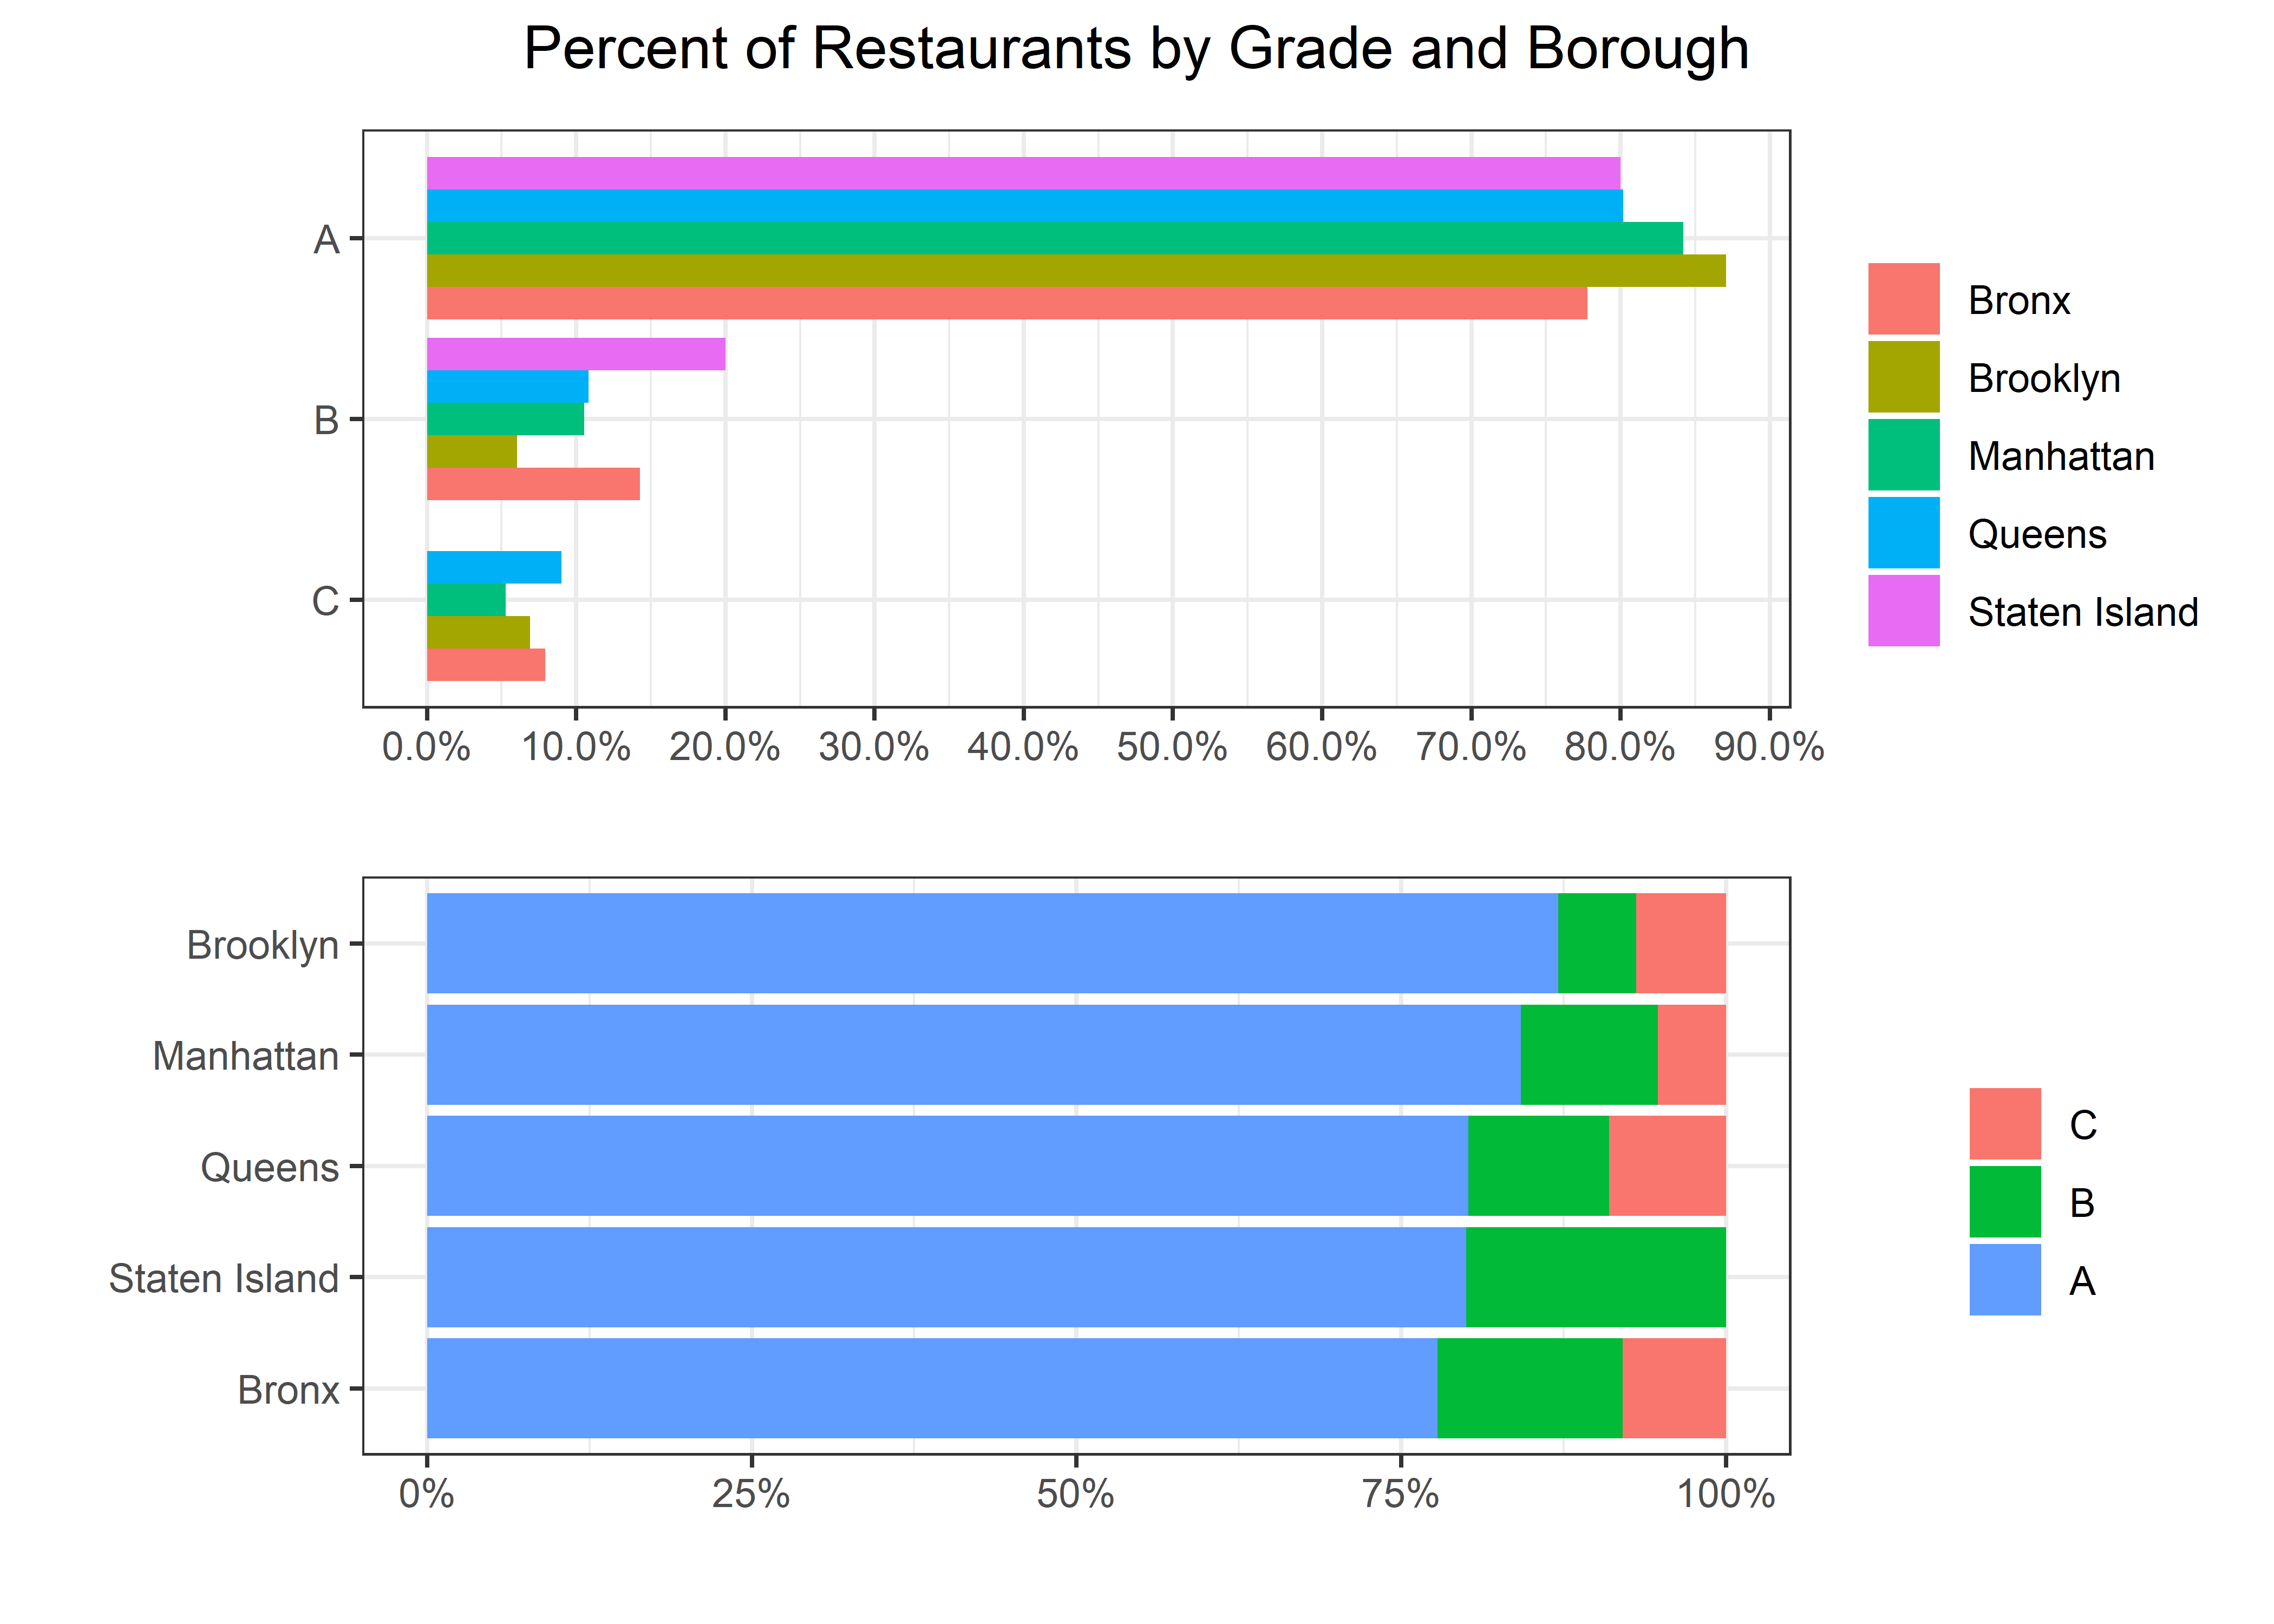 Percent of Restaurants by Grade and Borough
A
B
C
0.0% 10.0% 20.0% 30.0% 40.0% 50.0% 60.0% 70.0% 80.0% 90.0%
Bronx
Brooklyn
Manhattan
Queens
Staten Island
Brooklyn
Manhattan
Queens
Staten Island
Bronx
0% 25% 50% 75% 100%
C
B
A